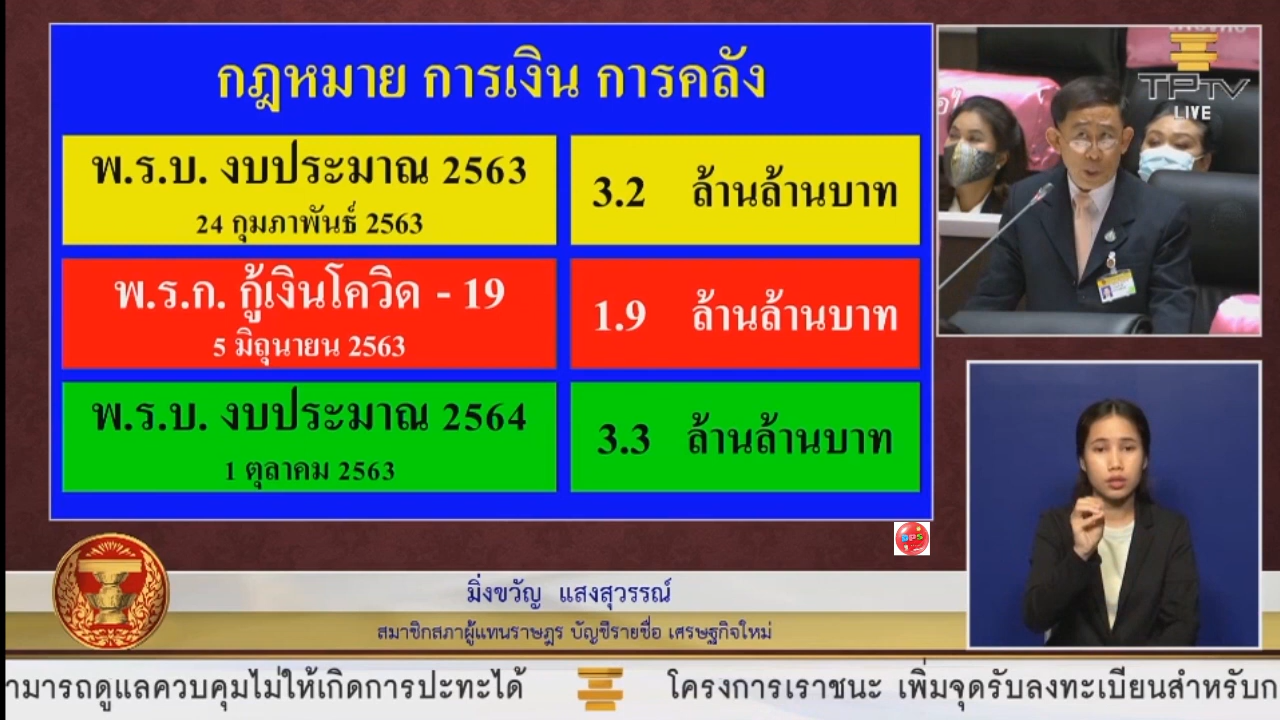 กฎหมาย การเงิน การคลัง
พ.ร.บ. งบประมาณ 2563
24 กุมภาพันธ์ 2563
3.2 ล้านล้านบาท
พ.ร.ก. กู้เงินโควิด - 19
5 มิถุนายน 2563
1.9 ล้านล้านบาท
พ.ร.บ. งบประมาณ 2564
1 ตุลาคม 2563
3.3 ล้านล้านบาท
TPTV
LIVE
DPS
มิ่งขวัญ แสงสุวรรณ์
สมาชิกสภาผู้แทนราษฎร บัญชีรายชื่อ เศรษฐกิจใหม่
ามารถดูแลควบคุมไม่ให้เกิดการปะทะได้
โครงการเราชนะ เพิ่มจุดรับลงทะเบียนสำหรับก